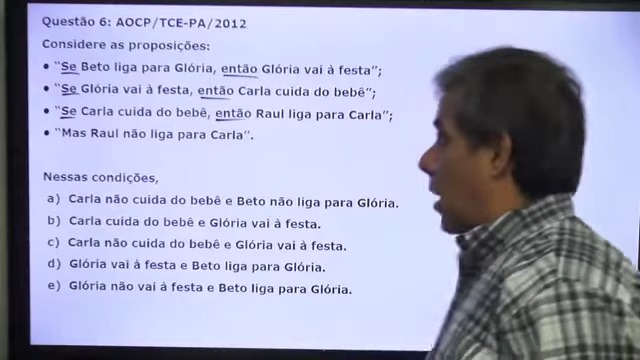 Questão 6: AOCP/TCE-PA/2012
Considere as proposições:
• "Se Beto liga para Glória, então Glória vai à festa";
• "Se Glória vai à festa, então Carla cuida do bebê";
• "Se Carla cuida do bebê, então Raul liga para Carla";
• "Mas Raul não liga para Carla".
Nessas condições,
a) Carla não cuida do bebê e Beto não liga para Glória.
b) Carla cuida do bebê e Glória vai à festa.
c) Carla não cuida do bebê e Glória vai à festa.
d) Glória vai à festa e Beto liga para Glória.
e) Glória não vai à festa e Beto liga para Glória.